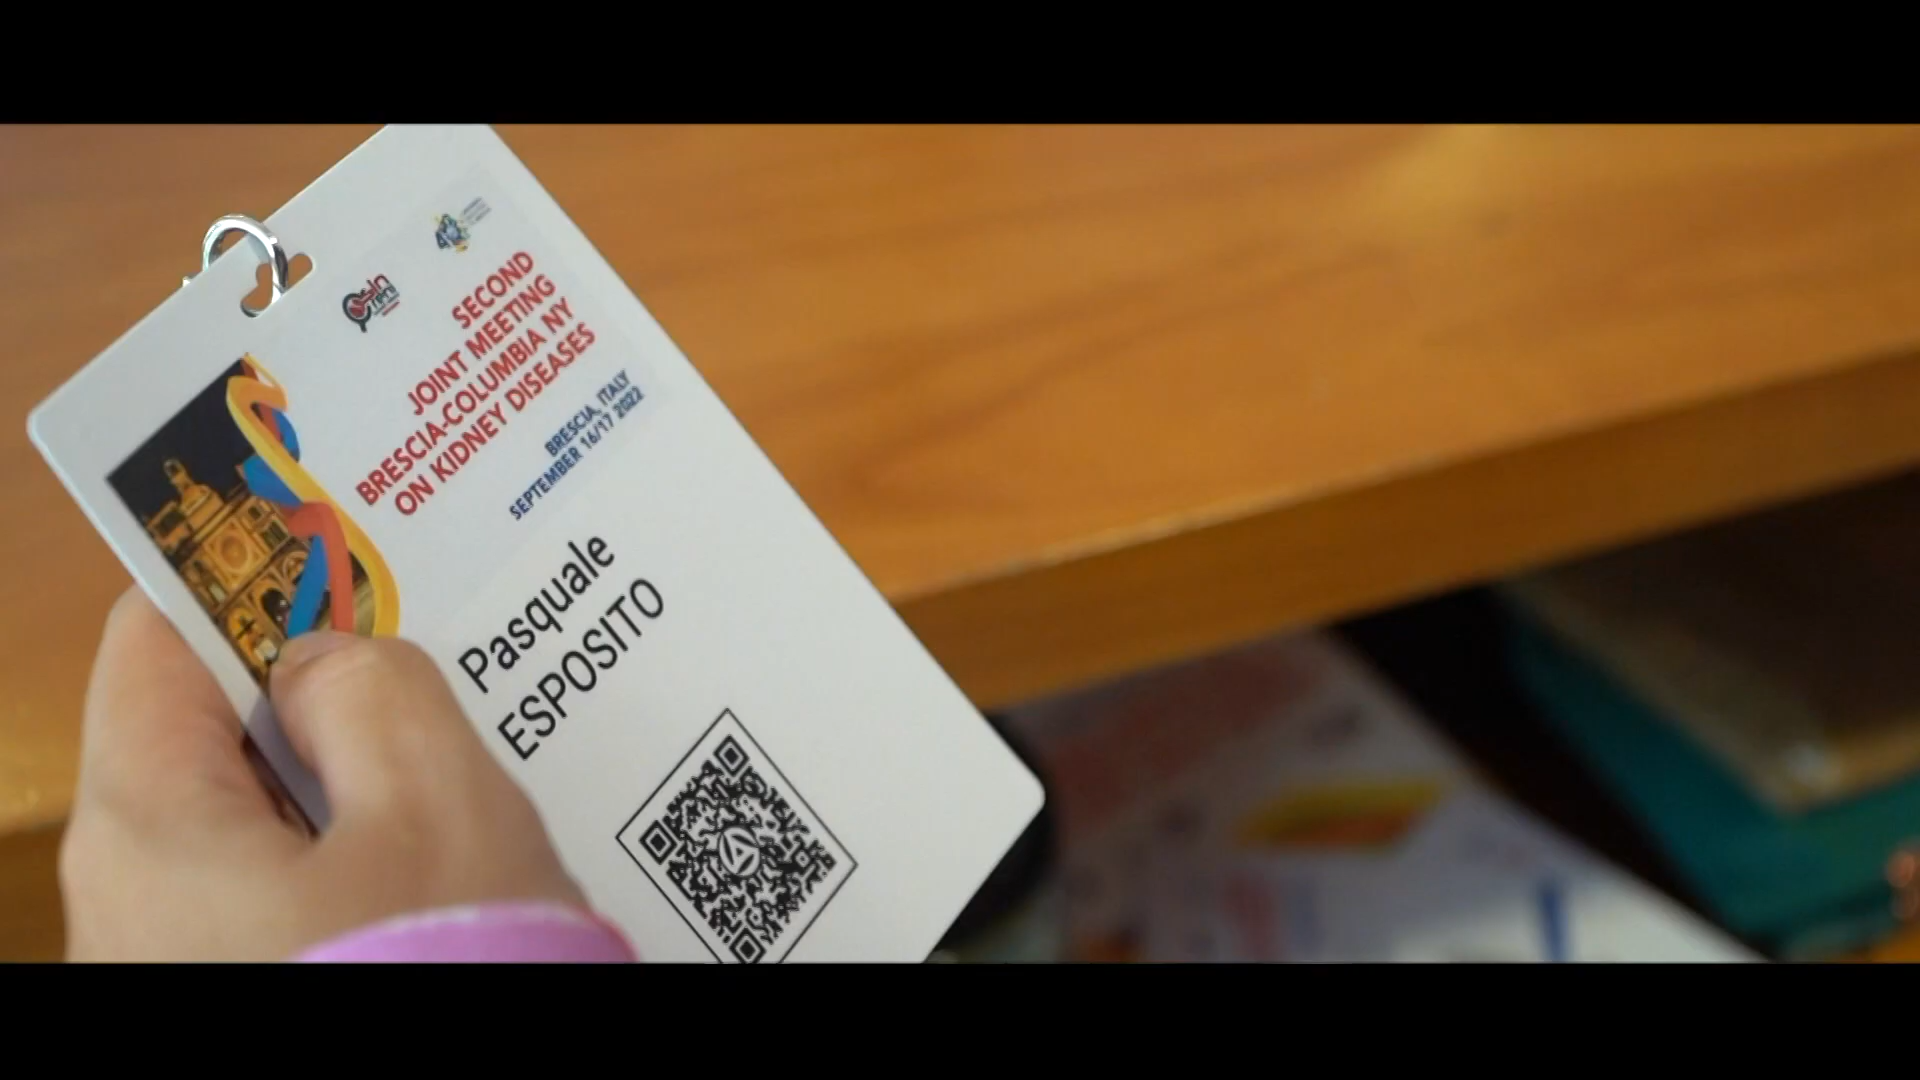 SECOND
JOINT MEETING
BRESCIA-COLUMBIA NY
ON KIDNEY DISEASES
BRESCIA, ITALY
SEPTEMBER 16/17 2022
Pasquale
ESPOSITO